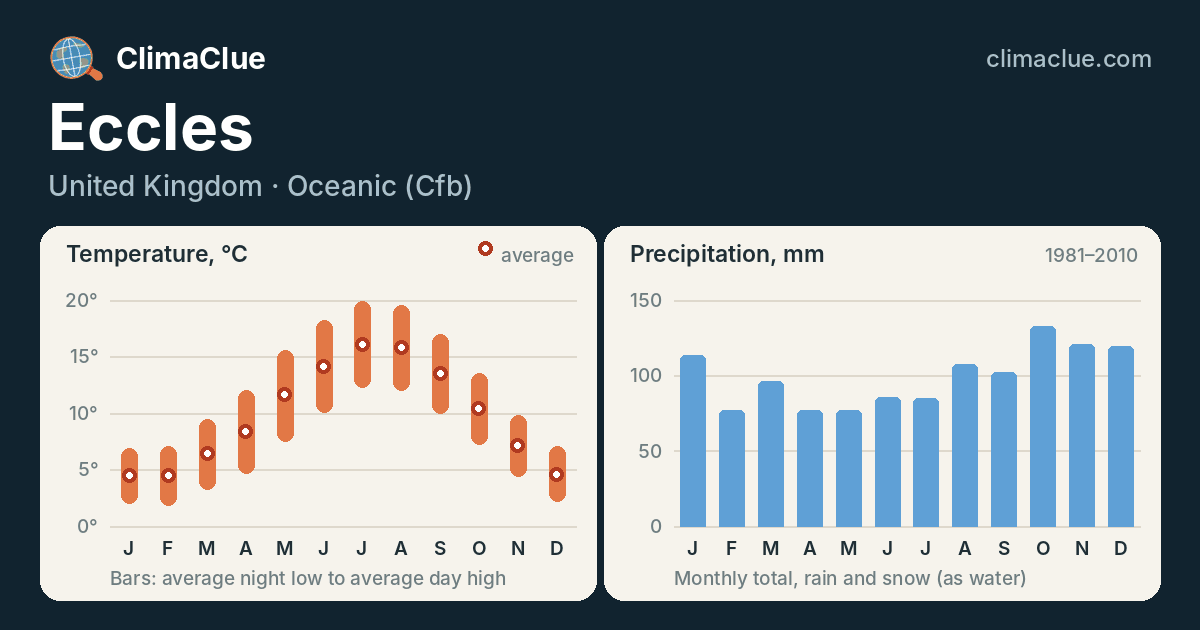 ClimaClue
climaclue.com
Eccles
United Kingdom · Oceanic (Cfb)
Temperature, °C
average
20°
15°
10°
5°
0°
J F M A M J J A S O N D
Bars: average night low to average day high
Precipitation, mm
1981–2010
150
100
50
0
J F M A M J J A S O N D
Monthly total, rain and snow (as water)